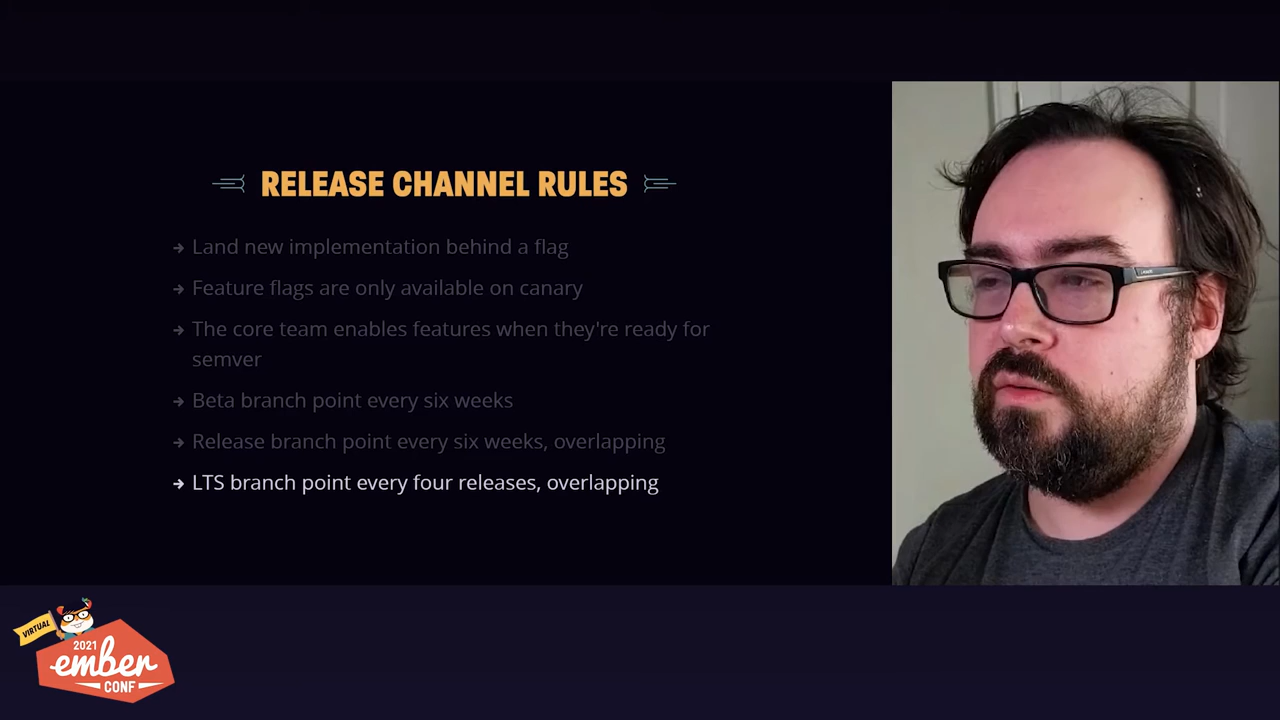 RELEASE CHANNEL RULES
→ Land new implementation behind a flag
→ Feature flags are only available on canary
→ The core team enables features when they're ready for
semver
→ Beta branch point every six weeks
→ Release branch point every six weeks, overlapping
→ LTS branch point every four releases, overlapping
VIRTUAL
2021
ember
CONF